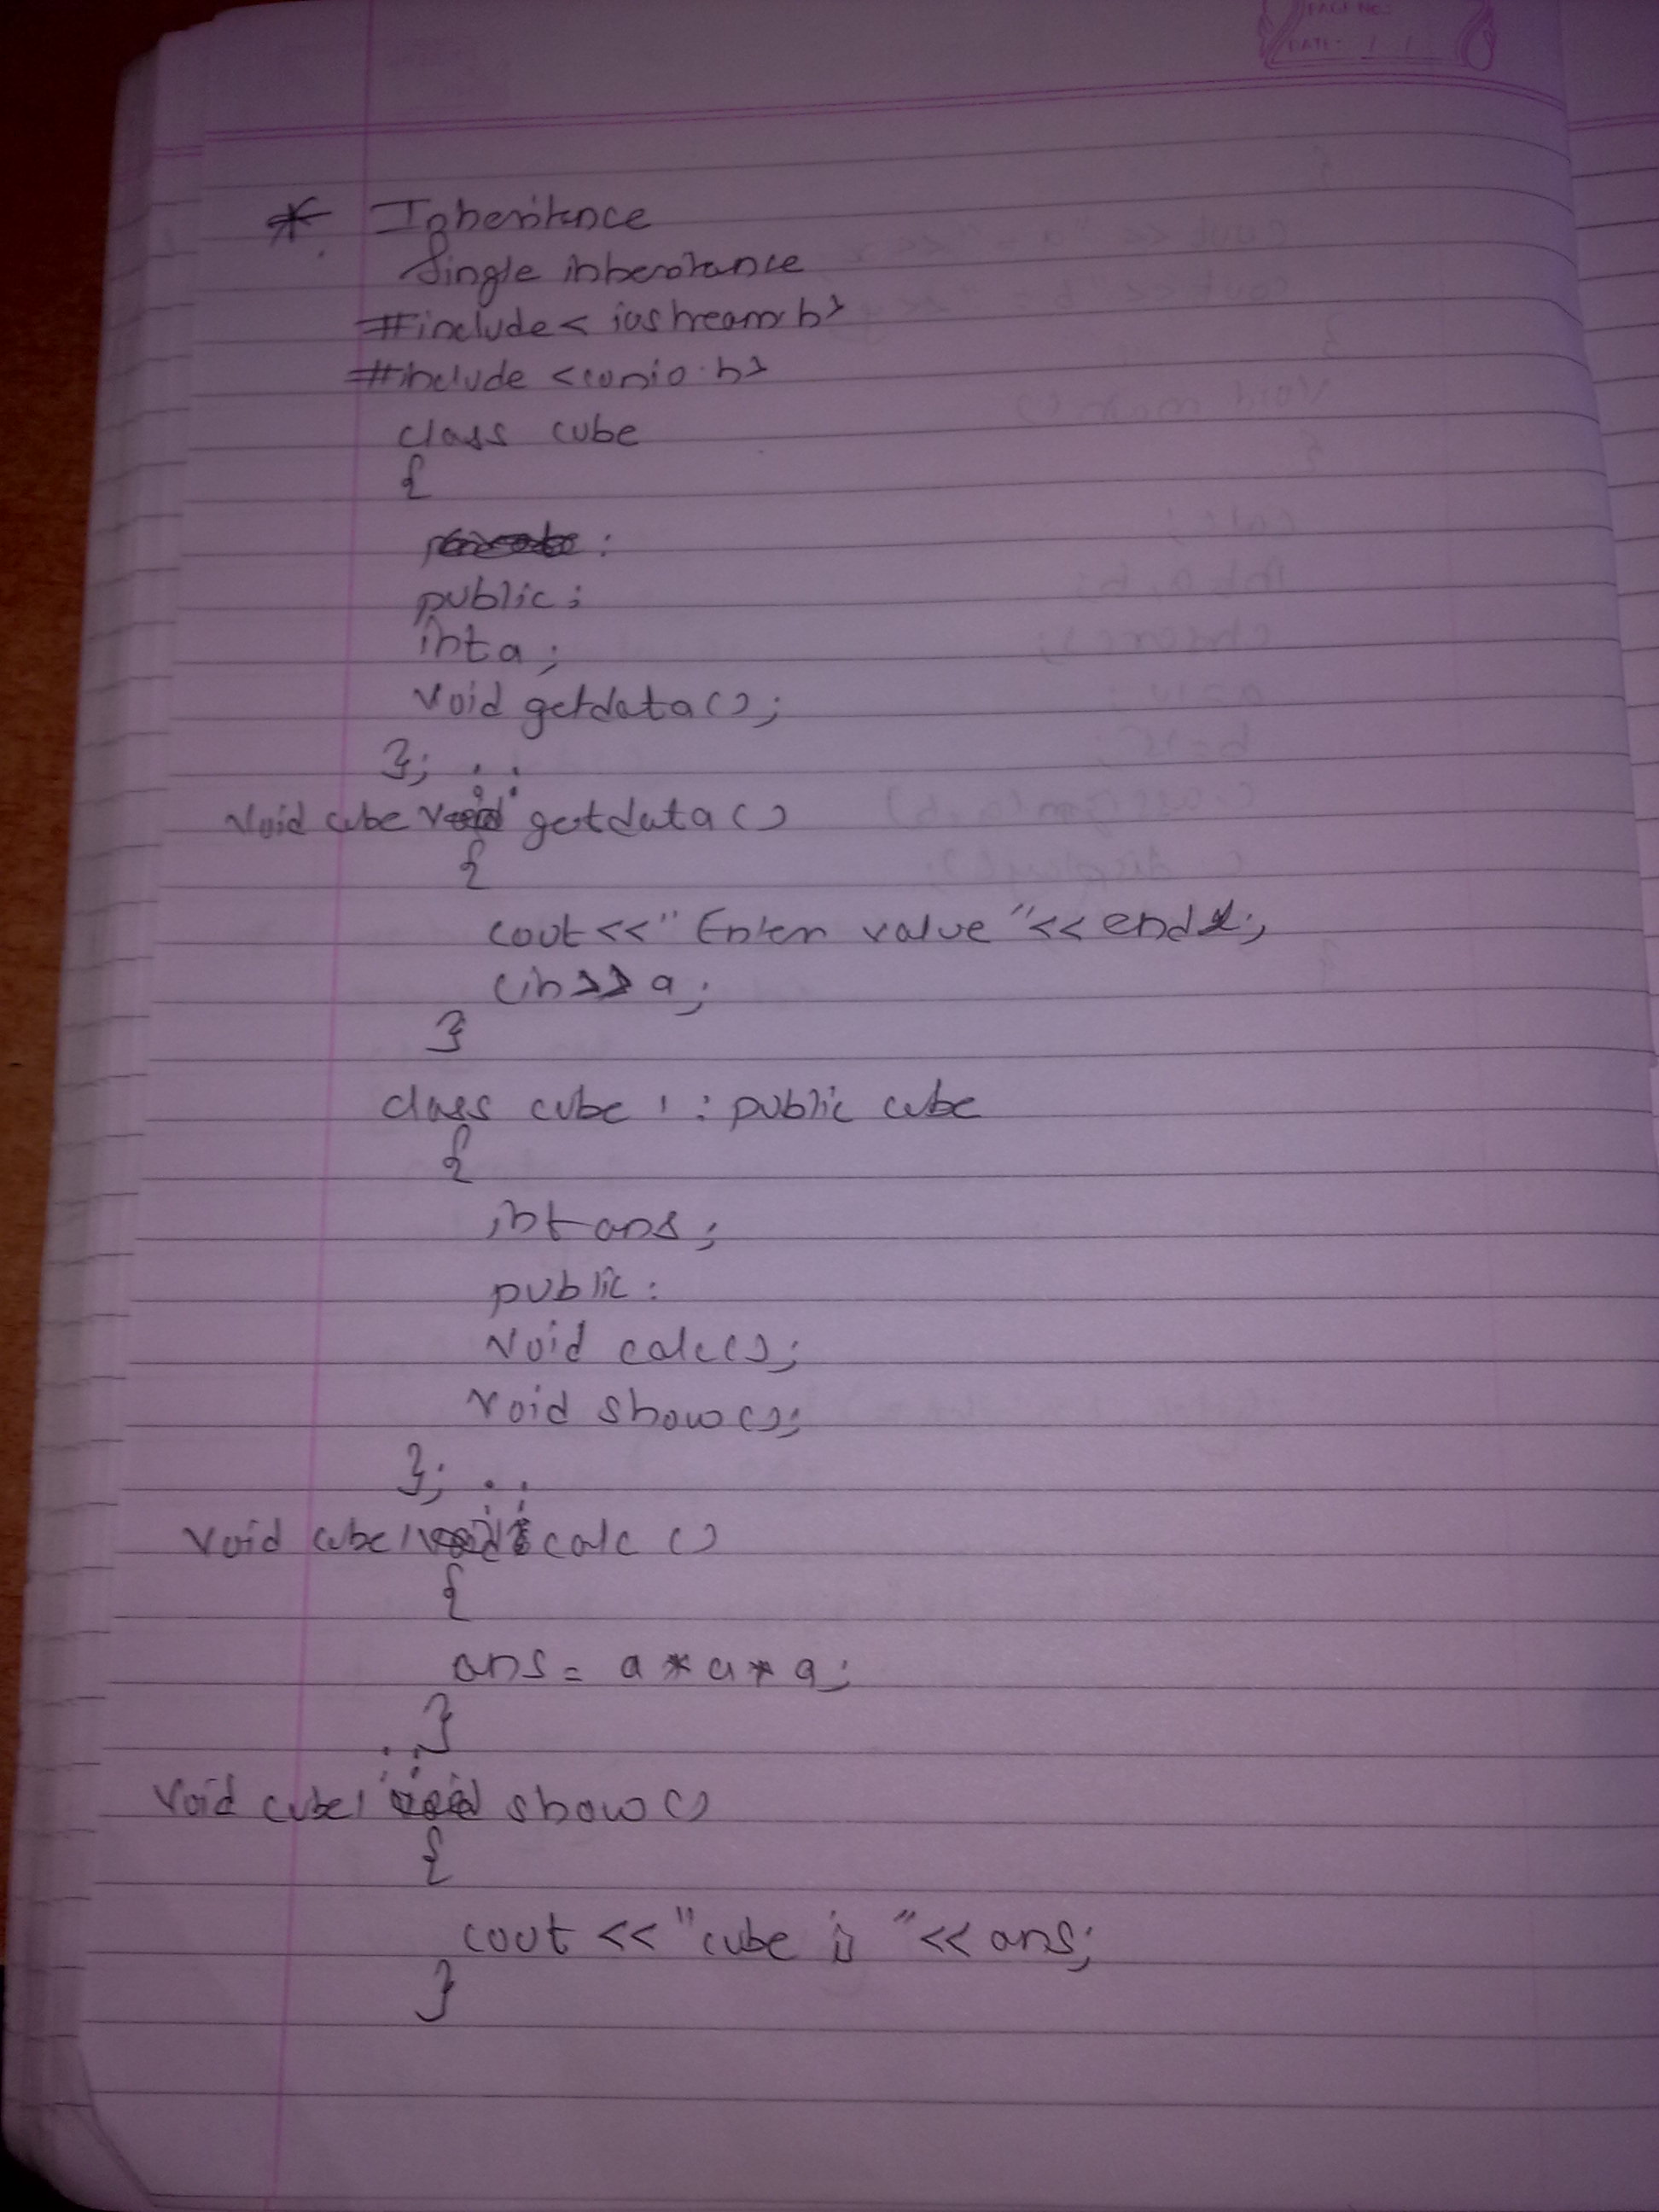 PAGE NO.
DATE: / /
* Inheritance
Single inheritance
#include< iostream.h>
#include <conio.h>
class cube
{
:
public:
int a;
void getdata();
};
void cube :: getdata()
{
cout<<"Enter value"<<endl;
cin>>a;
}
class cube1 : public cube
{
int ans;
public:
void calc();
void show();
};
void cube1 :: calc()
{
ans = a*a*a;
}
void cube1 :: show()
{
cout <<"cube is "<< ans;
}